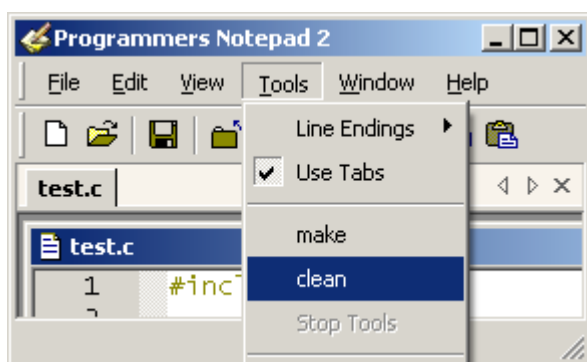 Programmers Notepad 2
File Edit View Tools Window Help
Line Endings
Use Tabs
test.c
make
test.c
clean
1 #inc
Stop Tools